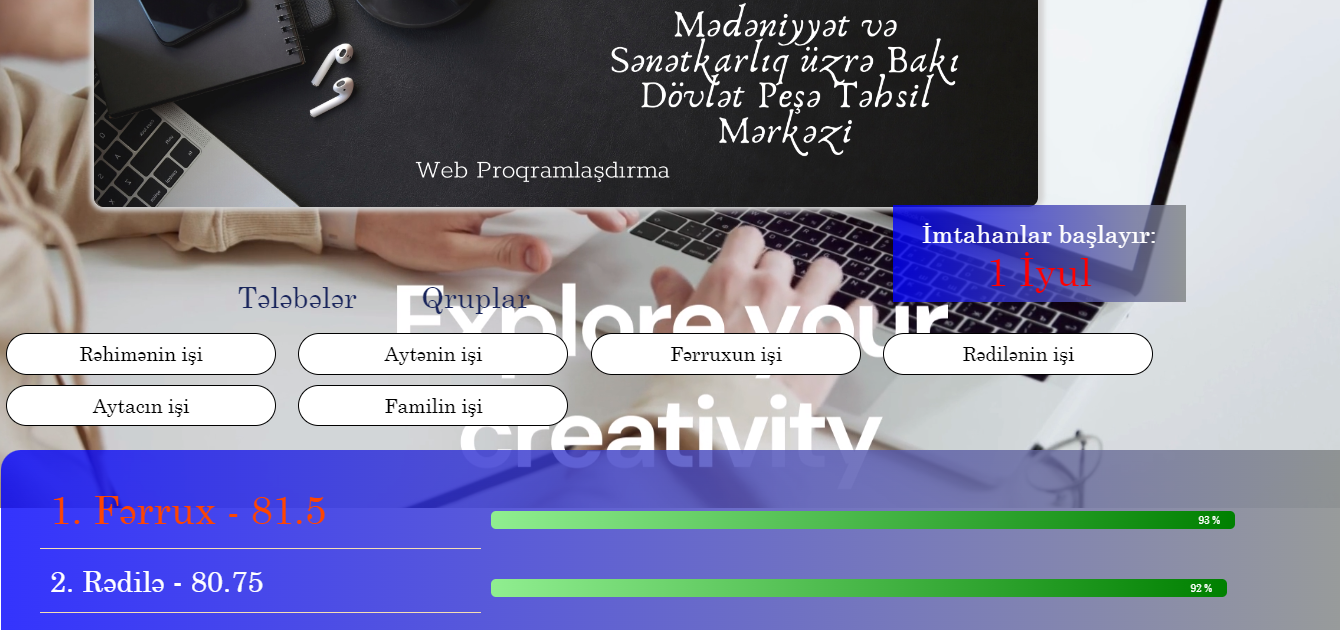 Mədəniyyət və
Sənətkarlıq üzrə Bakı
Dövlət Peşə Təhsil
Mərkəzi
Web Proqramlaşdırma
İmtahanlar başlayır:
1 İyul
Tələbələr
Qruplar
Explore your
creativity
Rəhimənin işi
Aytənin işi
Fərruxun işi
Rədilənin işi
Aytacın işi
Familin işi
1. Fərrux - 81.5
93 %
2. Rədilə - 80.75
92 %